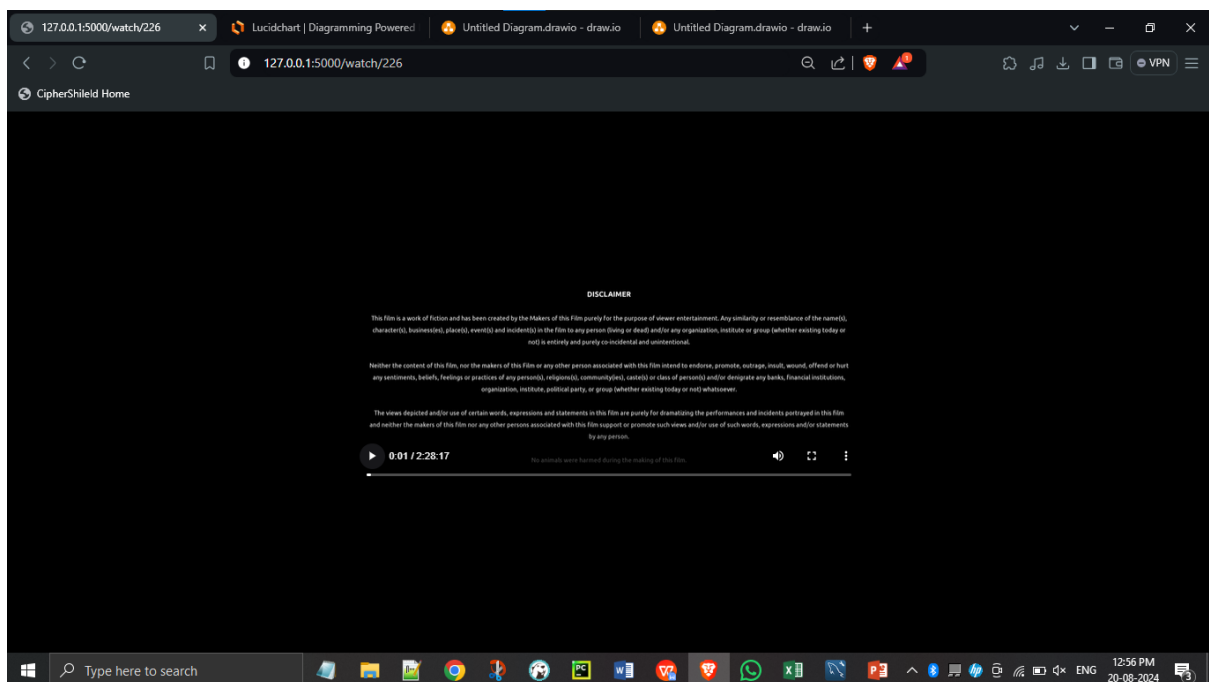 127.0.0.1:5000/watch/226
Lucidchart | Diagramming Powered
Untitled Diagram.drawio - draw.io
Untitled Diagram.drawio - draw.io
127.0.0.1:5000/watch/226
VPN
CipherShileld Home
DISCLAIMER
This Film is a work of fiction and has been created by the Makers of this Film purely for the purpose of viewer entertainment. Any similarity or resemblance of the name(s),
character(s), business(es), place(s), event(s) and incident(s) in the film to any person (living or dead) and/or any organization, institute or group (whether existing today or
not) is entirely and purely co-incidental and unintentional.
Neither the content of this film, nor the makers of this Film or any other person associated with this film intend to endorse, promote, outrage, insult, wound, offend or hurt
any sentiments, beliefs, feelings or practices of any person(s), religions(s), community(ies), caste(s) or class of person(s) and/or denigrate any banks, financial institutions,
organization, institute, political party, or group (whether existing today or not) whatsoever.
The views depicted and/or use of certain words, expressions and statements in this film are purely for dramatizing the performances and incidents portrayed in this film
and neither the makers of this film nor any other persons associated with this film support or promote such views and/or use of such words, expressions and/or statements
by any person.
No animals were harmed during the making of this film.
0:01 / 2:28:17
Type here to search
ENG
12:56 PM
20-08-2024